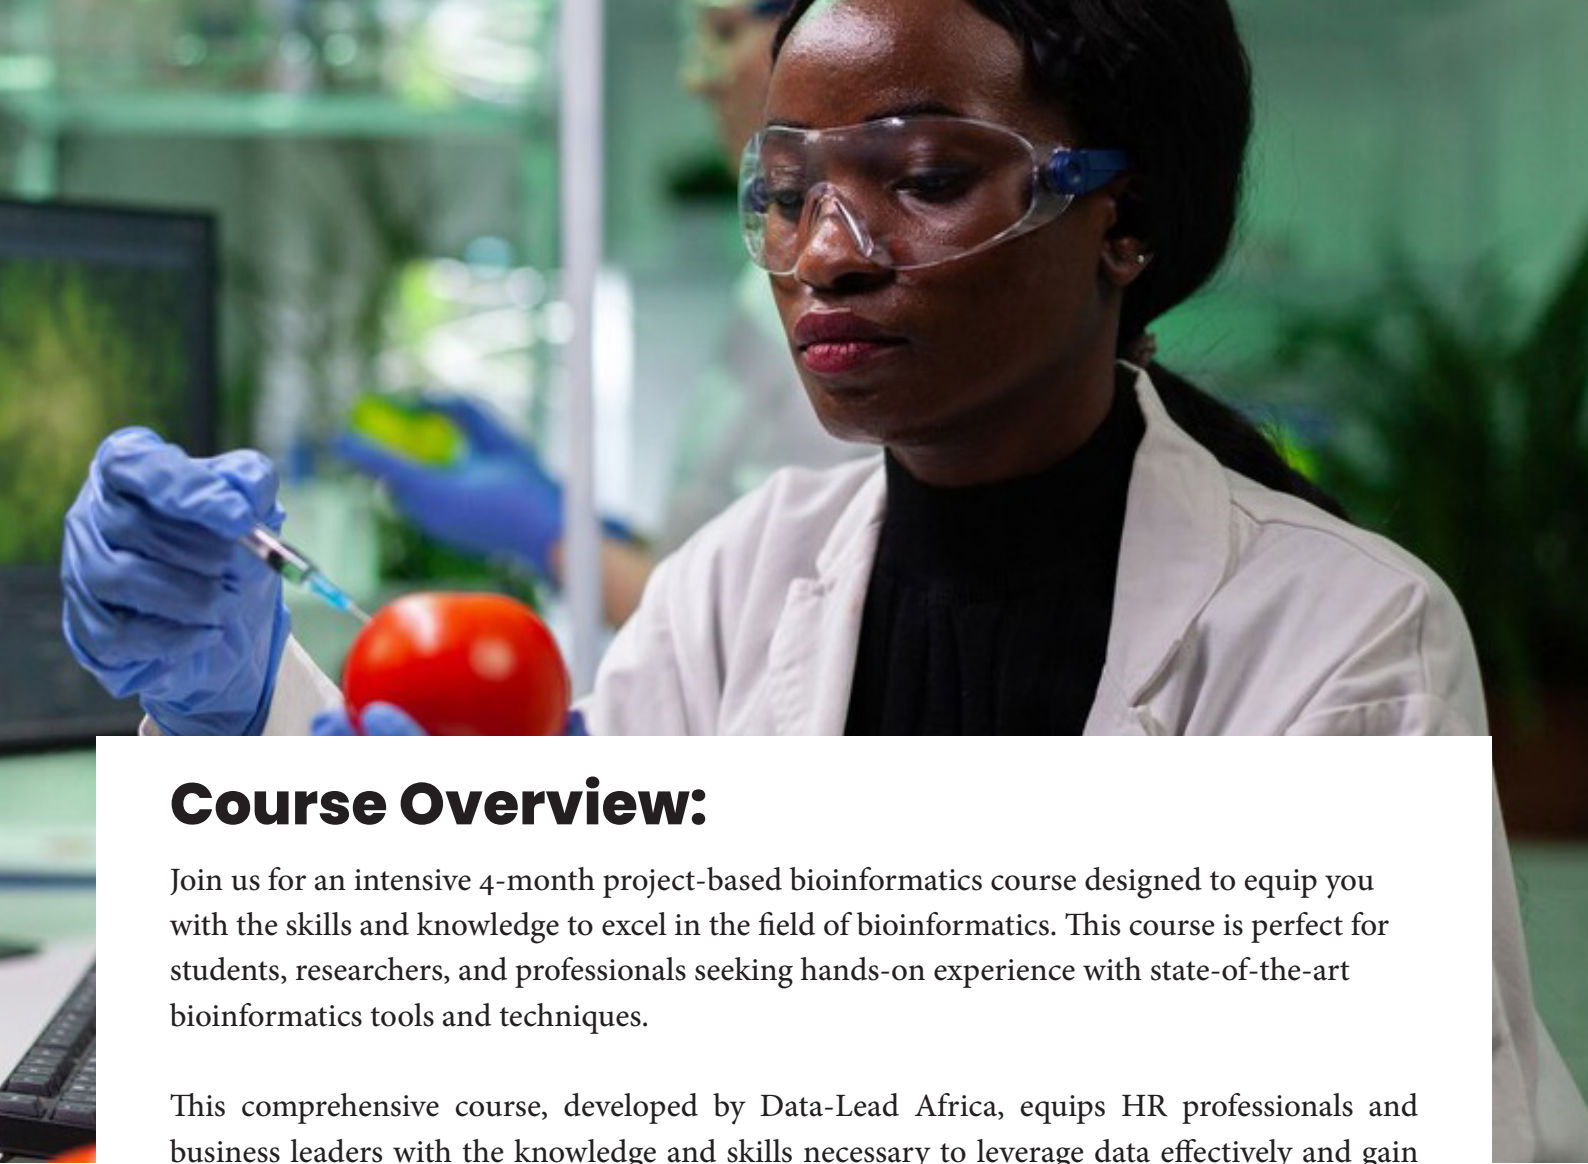 Course Overview:
Join us for an intensive 4-month project-based bioinformatics course designed to equip you
with the skills and knowledge to excel in the field of bioinformatics. This course is perfect for
students, researchers, and professionals seeking hands-on experience with state-of-the-art
bioinformatics tools and techniques.
This comprehensive course, developed by Data-Lead Africa, equips HR professionals and
business leaders with the knowledge and skills necessary to leverage data effectively and gain